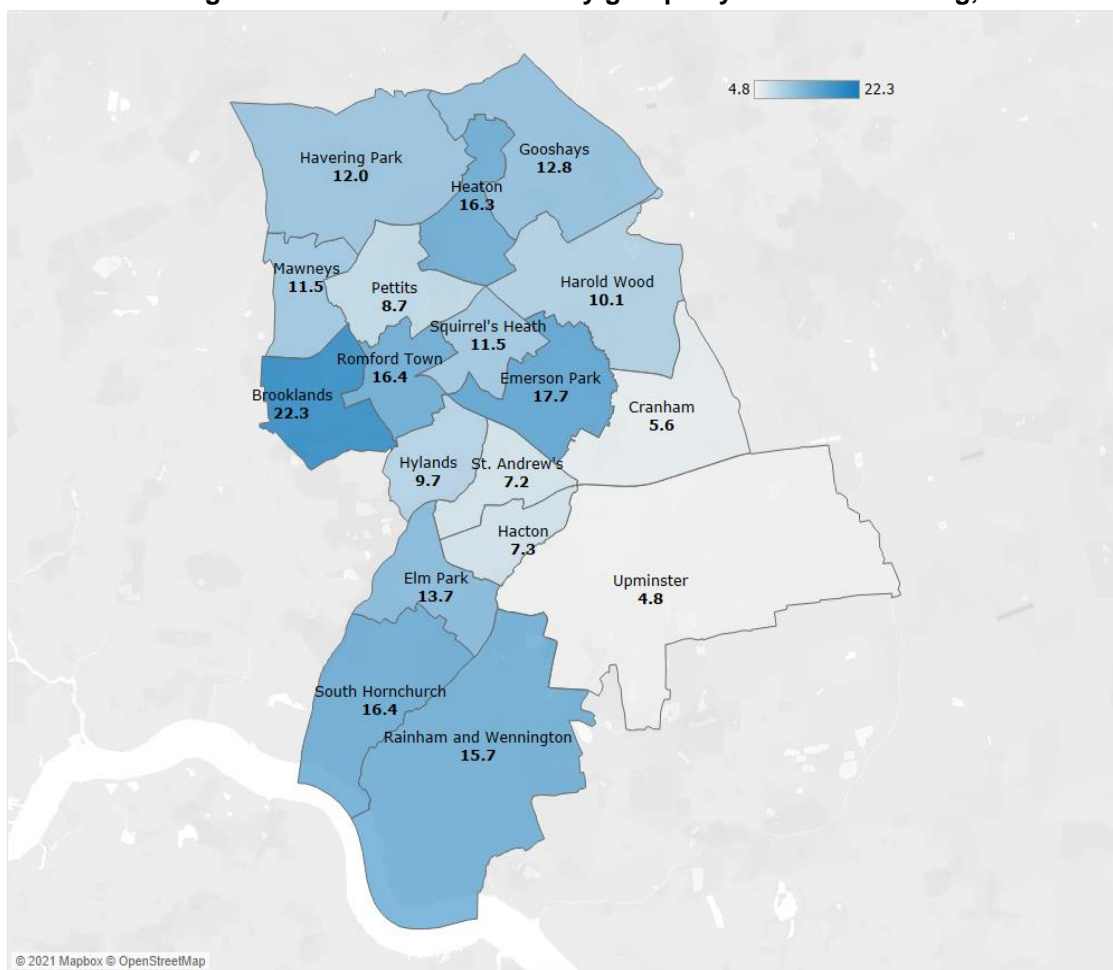 4.8
22.3
Gooshays
12.8
Havering Park
12.0
Heaton
16.3
Mawneys
11.5
Pettits
8.7
Harold Wood
10.1
Squirrel's Heath
11.5
Romford Town
16.4
Emerson Park
17.7
Brooklands
22.3
Cranham
5.6
Hylands
9.7
St. Andrew's
7.2
Hacton
7.3
Elm Park
13.7
Upminster
4.8
South Hornchurch
16.4
Rainham and Wennington
15.7
© 2021 Mapbox © OpenStreetMap